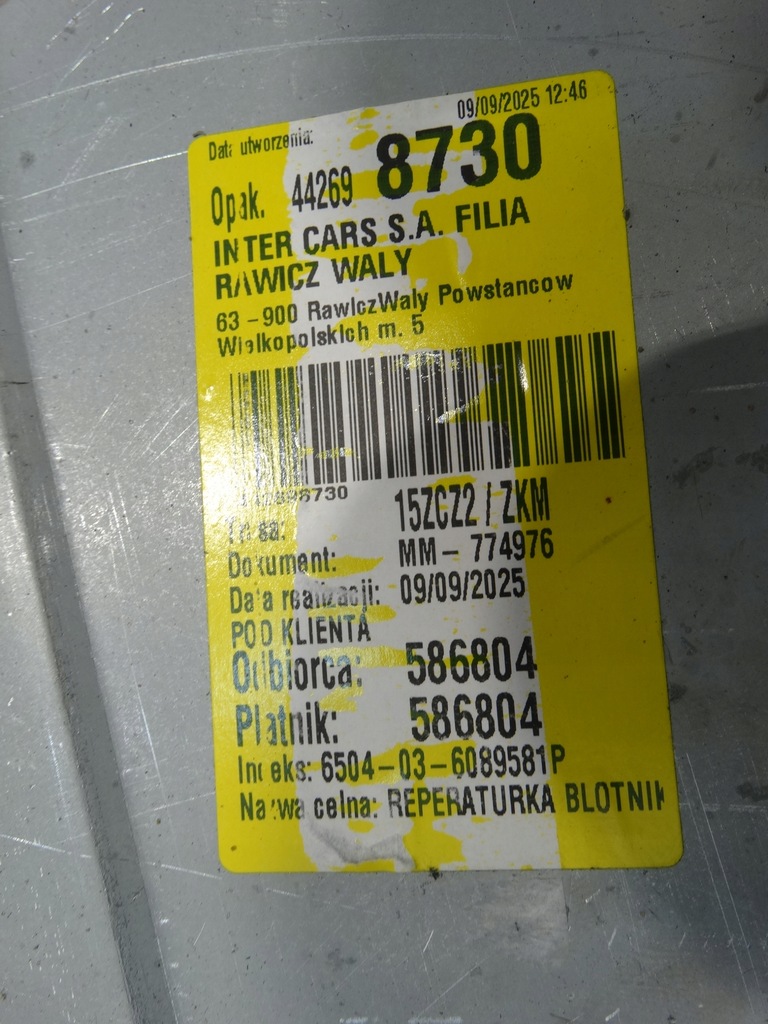 Data utworzenia: 09/09/2025 12:46
Opak. 44269 8730
INTER CARS S.A. FILIA
RAWICZ WALY
63-900 RawiczWaly Powstancow
Wielkopolskich m. 5
15ZCZ2 / ZKM
Dokument: MM-774976
Data realizacji: 09/09/2025
POD KLIENTA
Odbiorca: 586804
Platnik: 586804
Indeks: 6504-03-6089581P
Nazwa celna: REPERATURKA BLOTNIK